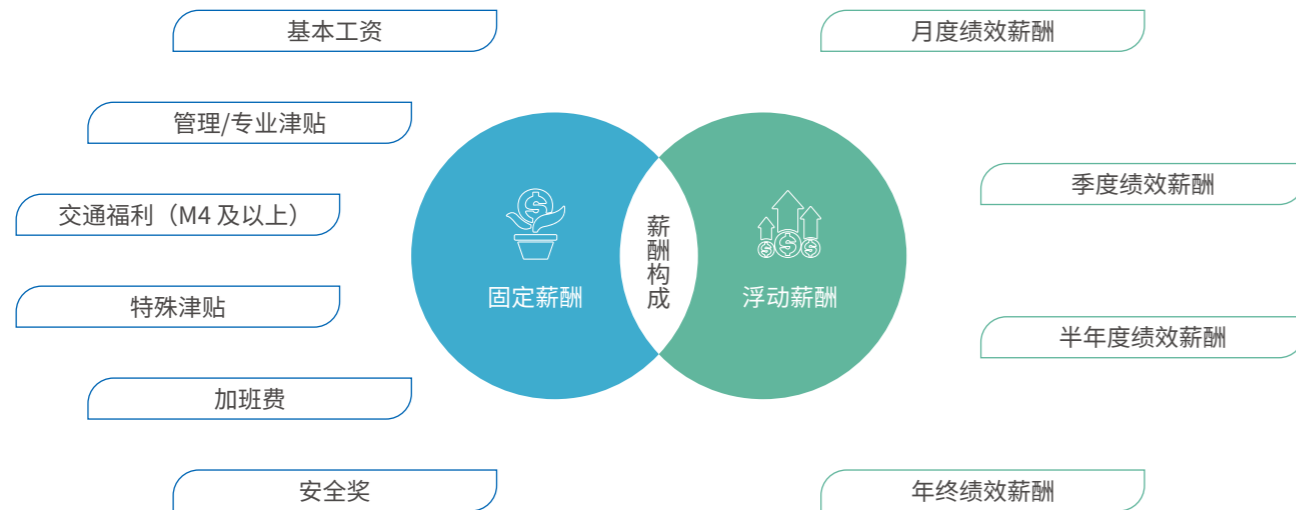 基本工资
管理/专业津贴
交通福利（M4 及以上）
特殊津贴
加班费
安全奖
固定薪酬
薪酬构成
浮动薪酬
月度绩效薪酬
季度绩效薪酬
半年度绩效薪酬
年终绩效薪酬